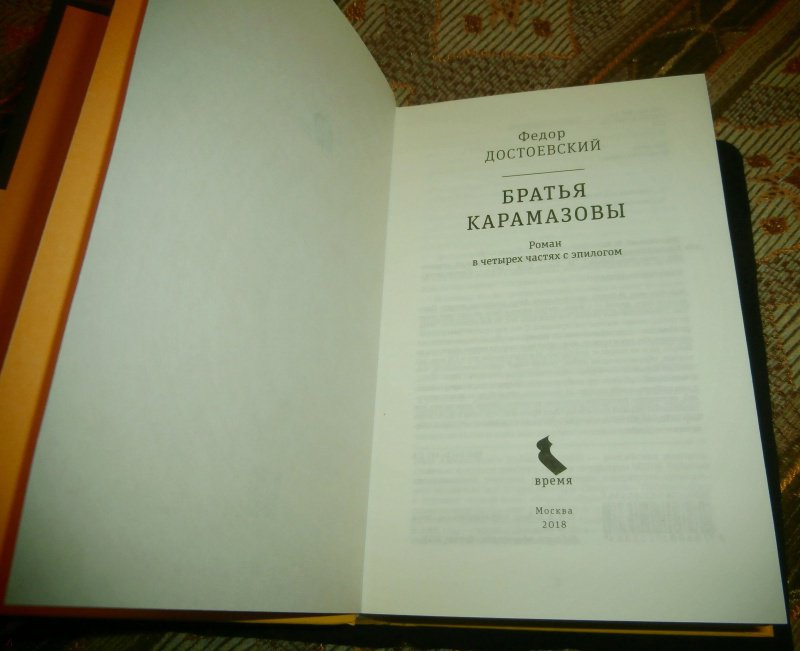 Федор
ДОСТОЕВСКИЙ
БРАТЬЯ
КАРАМАЗОВЫ
Роман
в четырех частях с эпилогом
время
Москва
2018